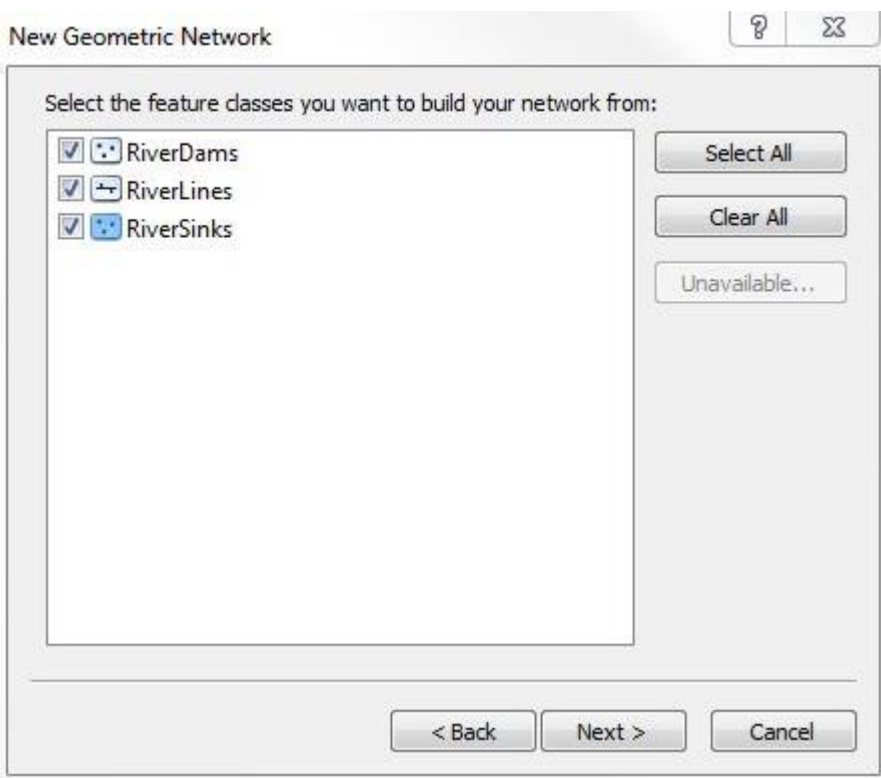 New Geometric Network
?
Select the feature classes you want to build your network from:
RiverDams
RiverLines
RiverSinks
Select All
Clear All
Unavailable...
< Back
Next >
Cancel